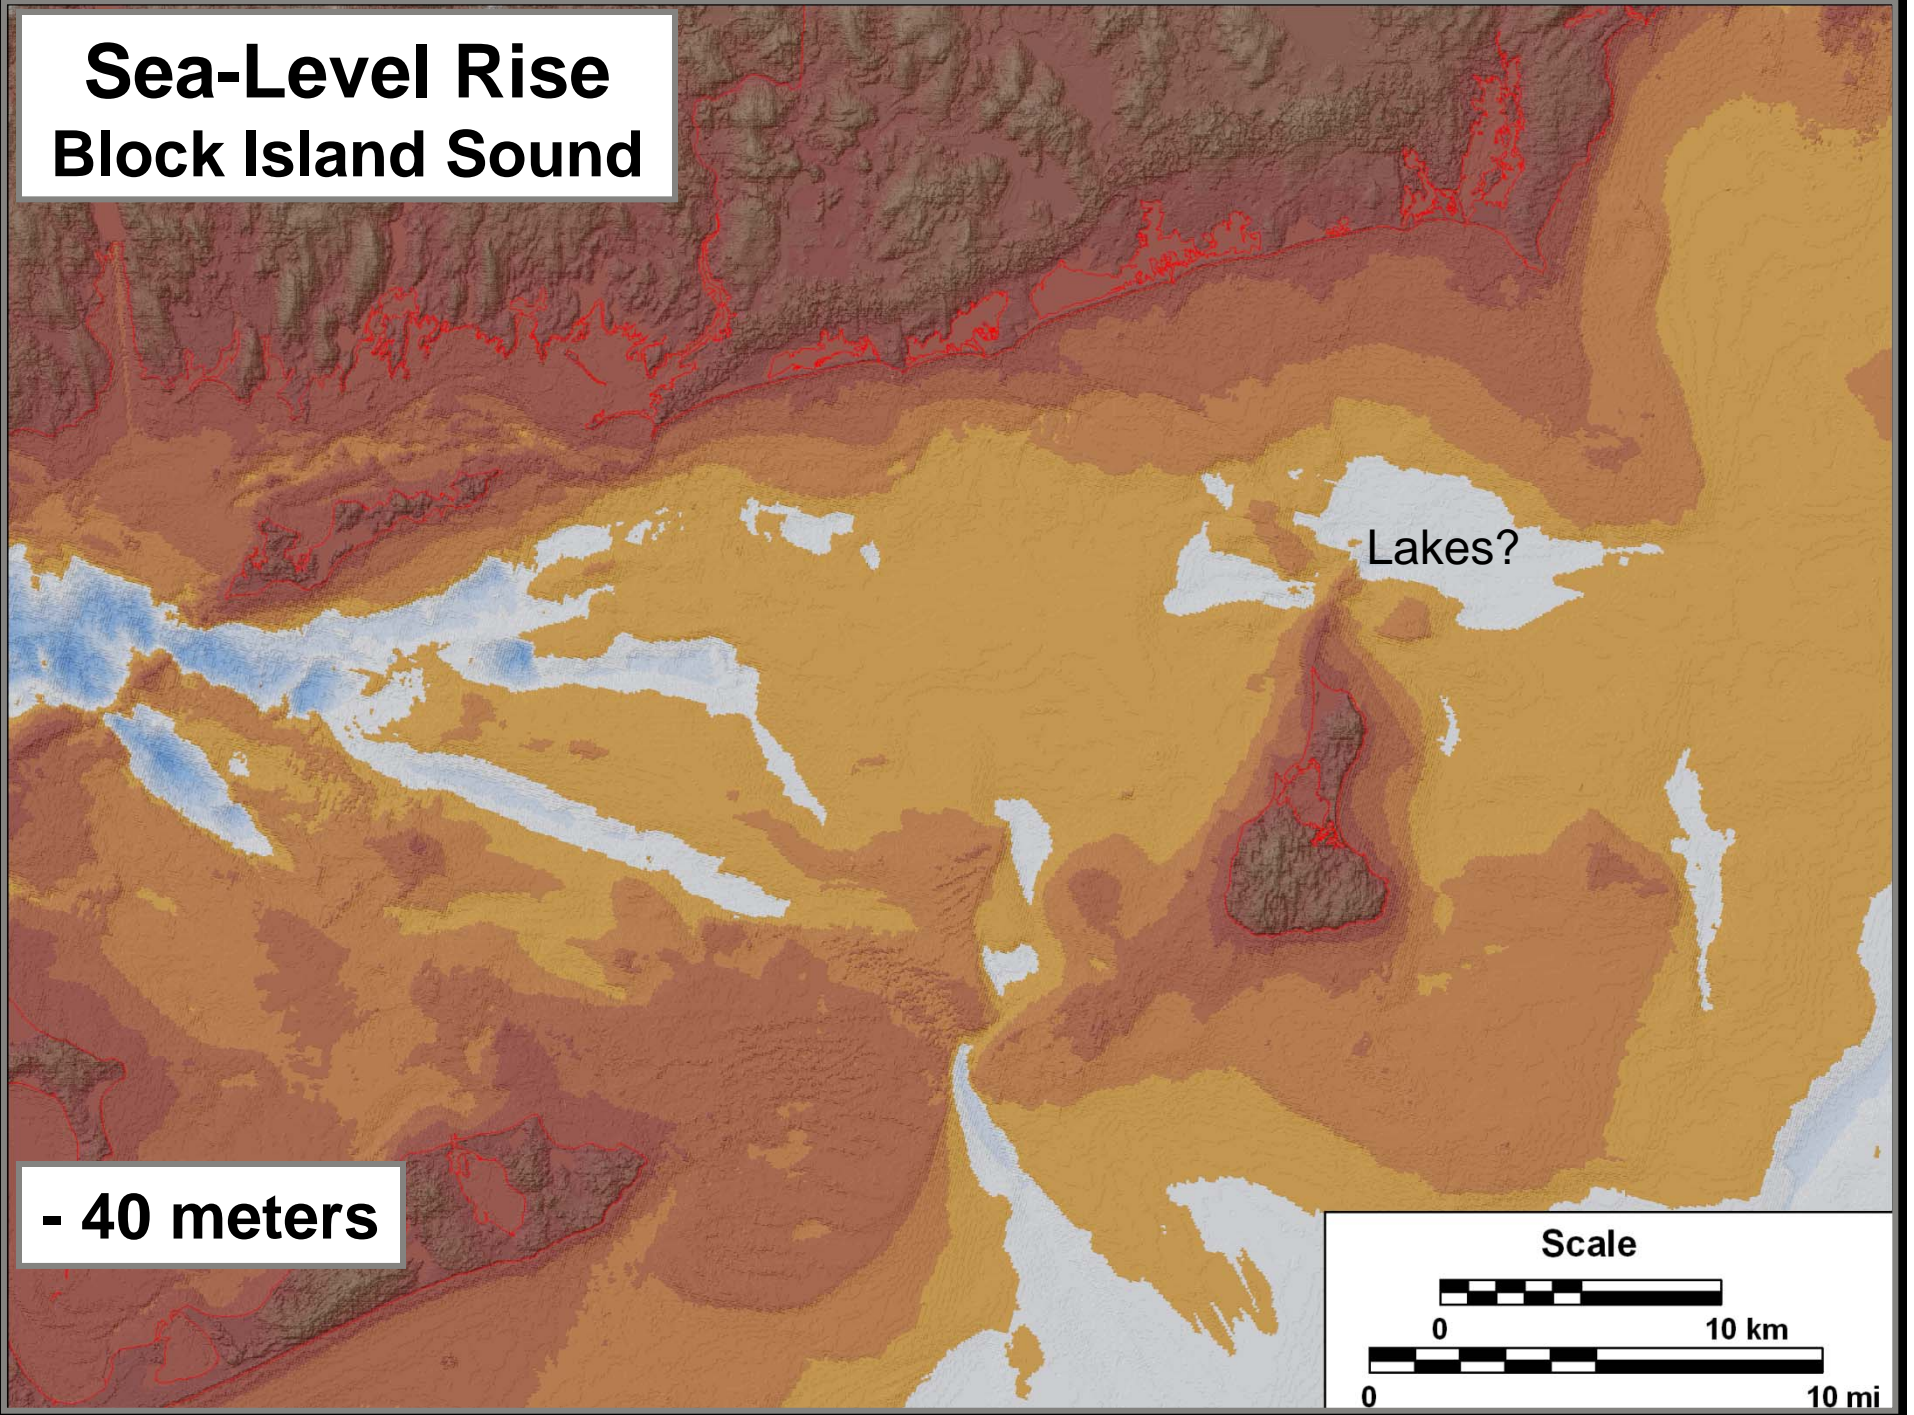 Sea-Level Rise
Block Island Sound
Lakes?
- 40 meters
Scale
0 10 km
0 10 mi